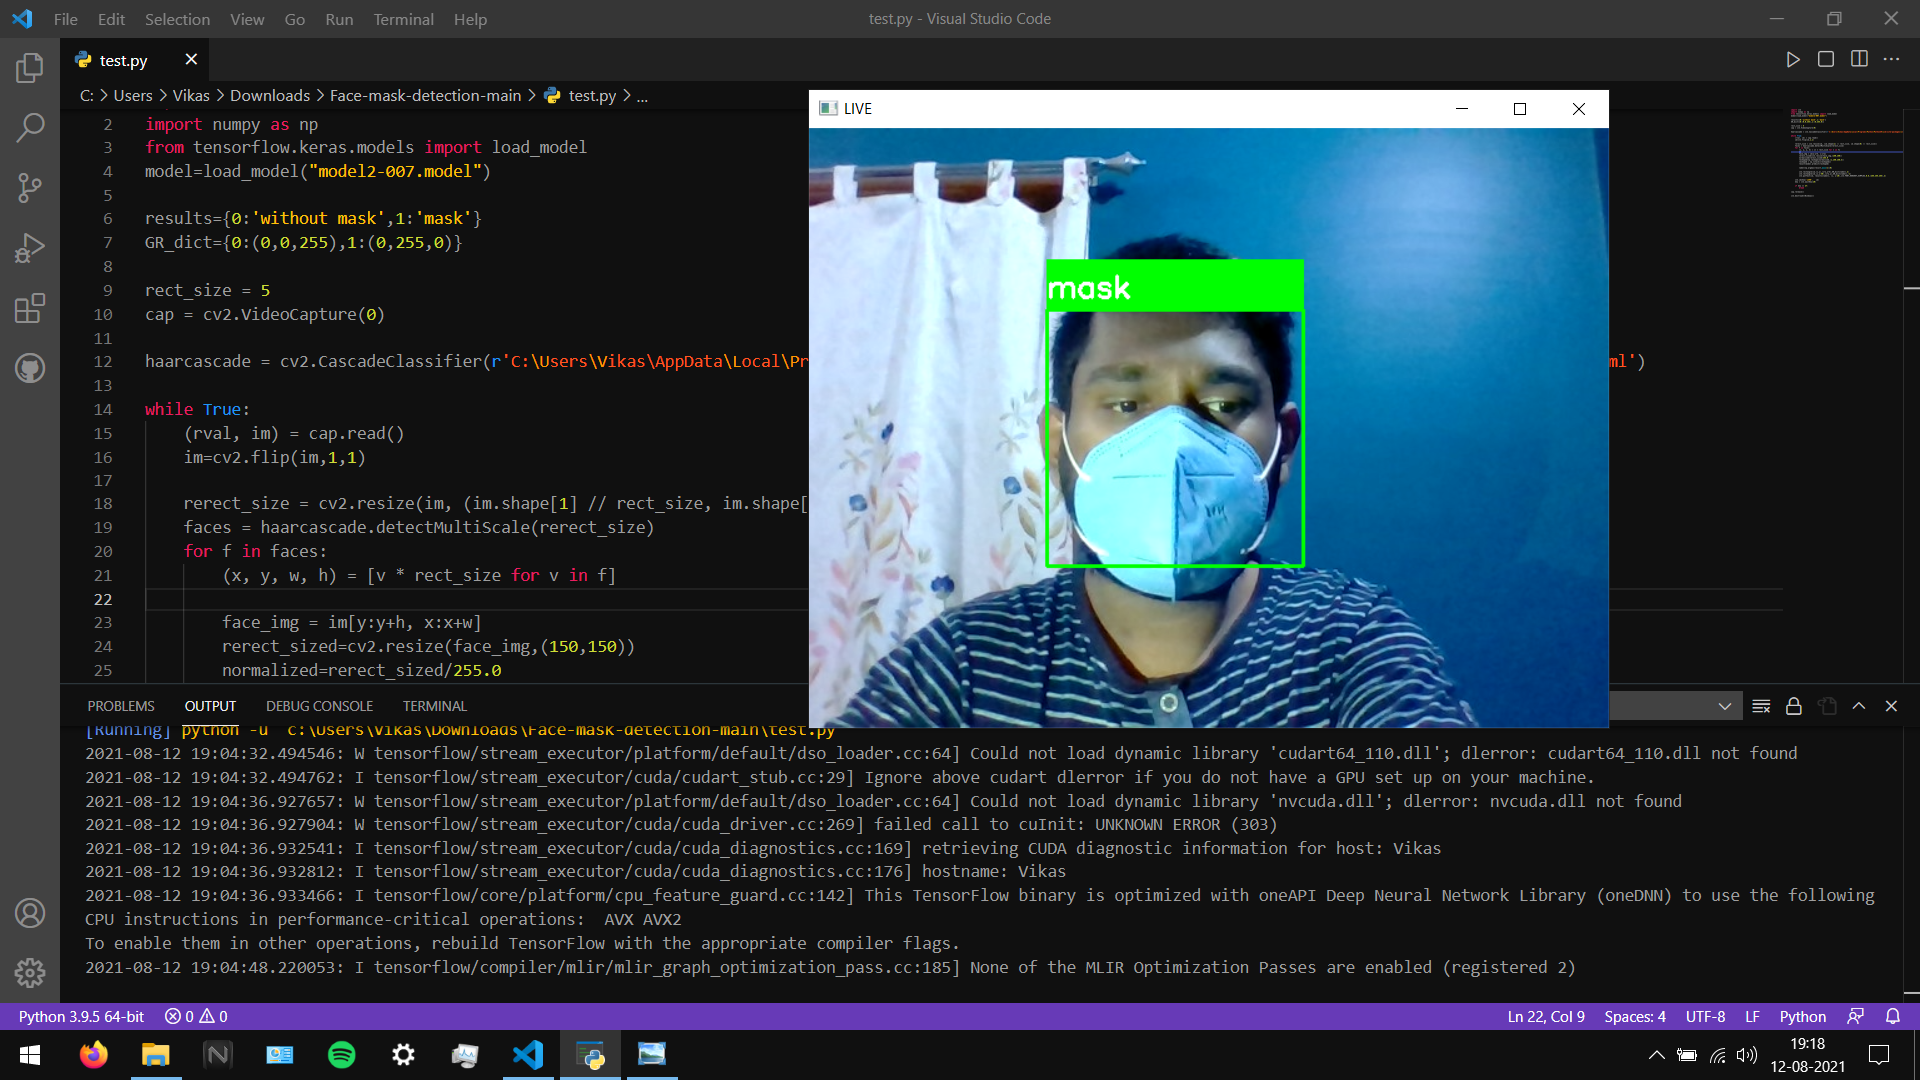 File Edit Selection View Go Run Terminal Help
test.py - Visual Studio Code
test.py
C: > Users > Vikas > Downloads > Face-mask-detection-main > test.py > ...
LIVE
2 import numpy as np
3 from tensorflow.keras.models import load_model
4 model=load_model("model2-007.model")
5
6 results={0:'without mask',1:'mask'}
7 GR_dict={0:(0,0,255),1:(0,255,0)}
8
9 rect_size = 5
10 cap = cv2.VideoCapture(0)
11
12 haarcascade = cv2.CascadeClassifier(r'C:\Users\Vikas\AppData\Local\Pr ml')
13
14 while True:
15 (rval, im) = cap.read()
16 im=cv2.flip(im,1,1)
17
18 rerect_size = cv2.resize(im, (im.shape[1] // rect_size, im.shape[
19 faces = haarcascade.detectMultiScale(rerect_size)
20 for f in faces:
21 (x, y, w, h) = [v * rect_size for v in f]
22
23 face_img = im[y:y+h, x:x+w]
24 rerect_sized=cv2.resize(face_img,(150,150))
25 normalized=rerect_sized/255.0
mask
PROBLEMS OUTPUT DEBUG CONSOLE TERMINAL
[Running] python -u "c:\Users\Vikas\Downloads\Face-mask-detection-main\test.py"
2021-08-12 19:04:32.494546: W tensorflow/stream_executor/platform/default/dso_loader.cc:64] Could not load dynamic library 'cudart64_110.dll'; dlerror: cudart64_110.dll not found
2021-08-12 19:04:32.494762: I tensorflow/stream_executor/cuda/cudart_stub.cc:29] Ignore above cudart dlerror if you do not have a GPU set up on your machine.
2021-08-12 19:04:36.927657: W tensorflow/stream_executor/platform/default/dso_loader.cc:64] Could not load dynamic library 'nvcuda.dll'; dlerror: nvcuda.dll not found
2021-08-12 19:04:36.927904: W tensorflow/stream_executor/cuda/cuda_driver.cc:269] failed call to cuInit: UNKNOWN ERROR (303)
2021-08-12 19:04:36.932541: I tensorflow/stream_executor/cuda/cuda_diagnostics.cc:169] retrieving CUDA diagnostic information for host: Vikas
2021-08-12 19:04:36.932812: I tensorflow/stream_executor/cuda/cuda_diagnostics.cc:176] hostname: Vikas
2021-08-12 19:04:36.933466: I tensorflow/core/platform/cpu_feature_guard.cc:142] This TensorFlow binary is optimized with oneAPI Deep Neural Network Library (oneDNN) to use the following
CPU instructions in performance-critical operations:  AVX AVX2
To enable them in other operations, rebuild TensorFlow with the appropriate compiler flags.
2021-08-12 19:04:48.220053: I tensorflow/compiler/mlir/mlir_graph_optimization_pass.cc:185] None of the MLIR Optimization Passes are enabled (registered 2)
Python 3.9.5 64-bit 0 0 Ln 22, Col 9 Spaces: 4 UTF-8 LF Python
19:18
12-08-2021